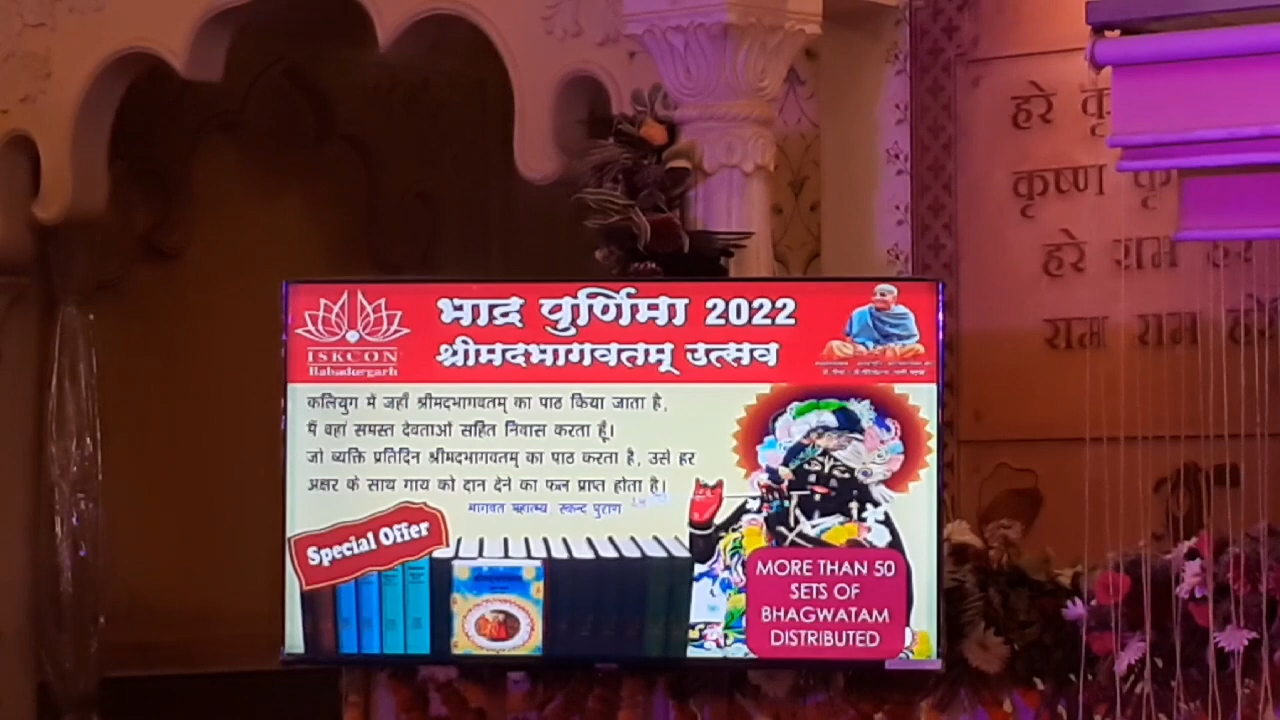 हरे
कृष्ण
हरे राम
राम राम
ISKCON
Bahadurgarh
भाद्र पुर्णिमा 2022
श्रीमदभागवतम् उत्सव
कलियुग में जहाँ श्रीमदभागवतम् का पाठ किया जाता है,
मैं वहां समस्त देवताओं सहित निवास करता हूँ।
जो व्यक्ति प्रतिदिन श्रीमदभागवतम् का पाठ करता है, उसे हर
अक्षर के साथ गाय को दान देने का फल प्राप्त होता है।
भागवत महात्म्य स्कन्द पुराण
Special Offer
MORE THAN 50
SETS OF
BHAGWATAM
DISTRIBUTED